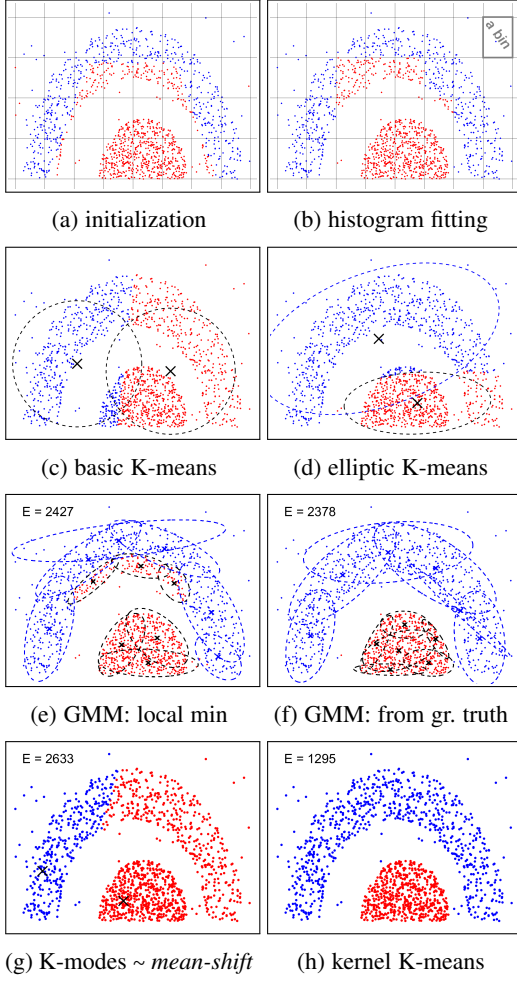 a bin
(a) initialization
(b) histogram fitting
(c) basic K-means
(d) elliptic K-means
E = 2427
E = 2378
(e) GMM: local min
(f) GMM: from gr. truth
E = 2633
E = 1295
(g) K-modes ~ mean-shift
(h) kernel K-means